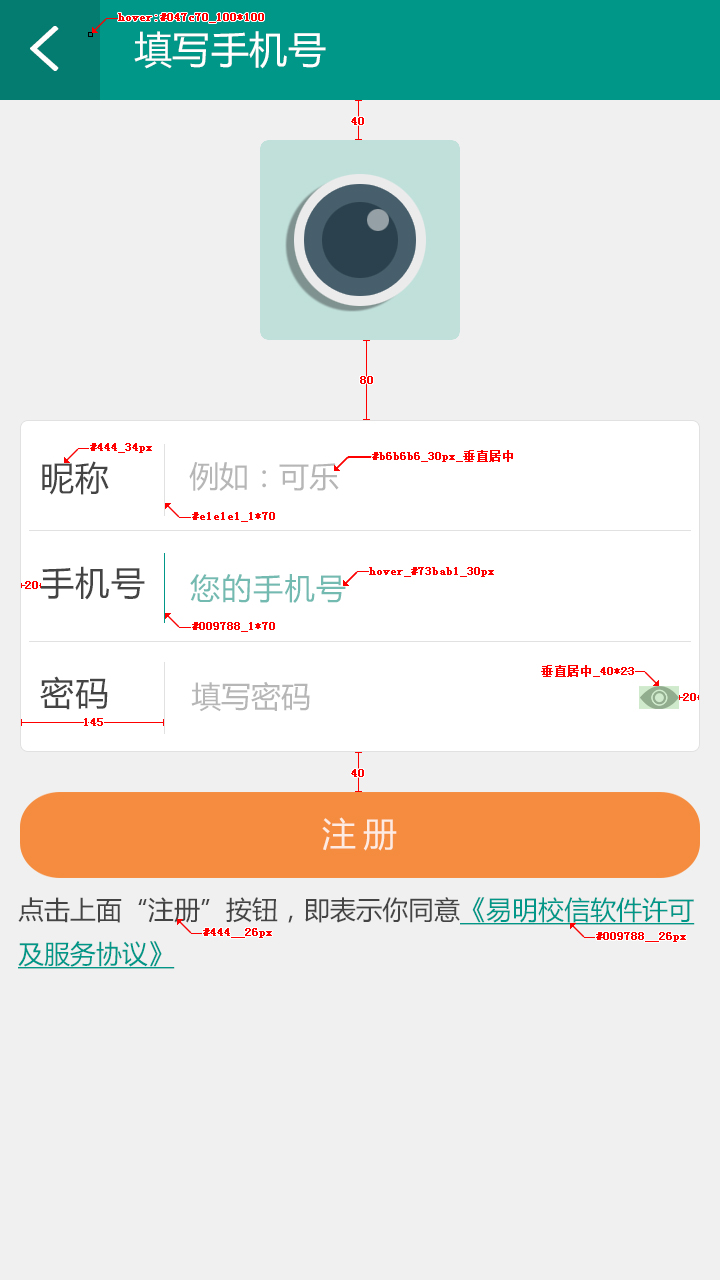 hover:#047c70_100*100
填写手机号
40
80
#444_34px
昵称
例如：可乐
#b6b6b6_30px_垂直居中
#e1e1e1_1*70
20
手机号
您的手机号
hover_#73bab1_30px
#009788_1*70
垂直居中_40*23
密码
填写密码
20
145
40
注册
点击上面“注册”按钮，即表示你同意《易明校信软件许可
#444__26px
#009788__26px
及服务协议》